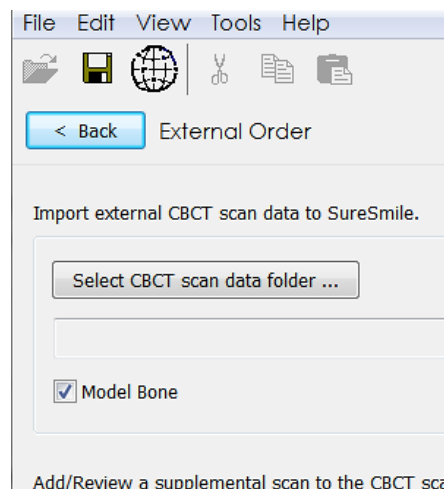 File Edit View Tools Help
< Back External Order
Import external CBCT scan data to SureSmile.
Select CBCT scan data folder ...
Model Bone
Add/Review a supplemental scan to the CBCT